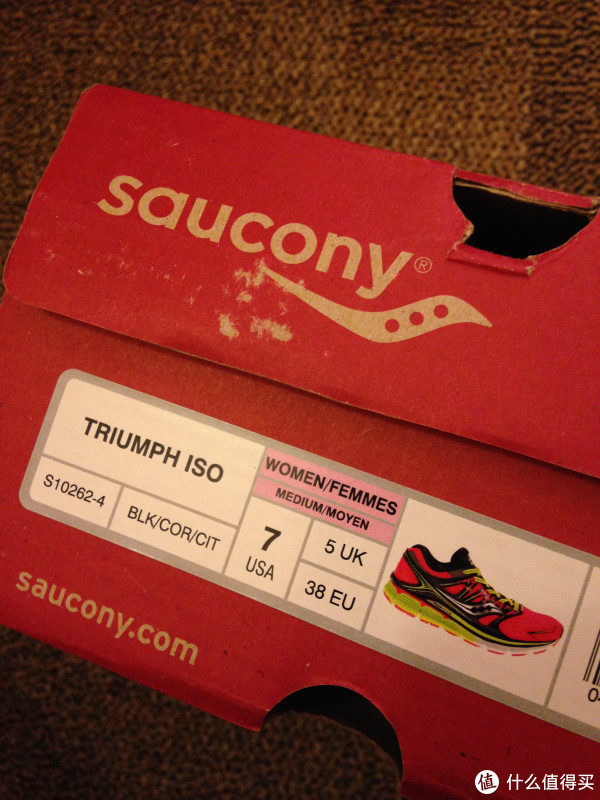 saucony®
TRIUMPH ISO
S10262-4
BLK/COR/CIT
WOMEN/FEMMES
MEDIUM/MOYEN
7
USA
5 UK
38 EU
saucony.com
值 什么值得买